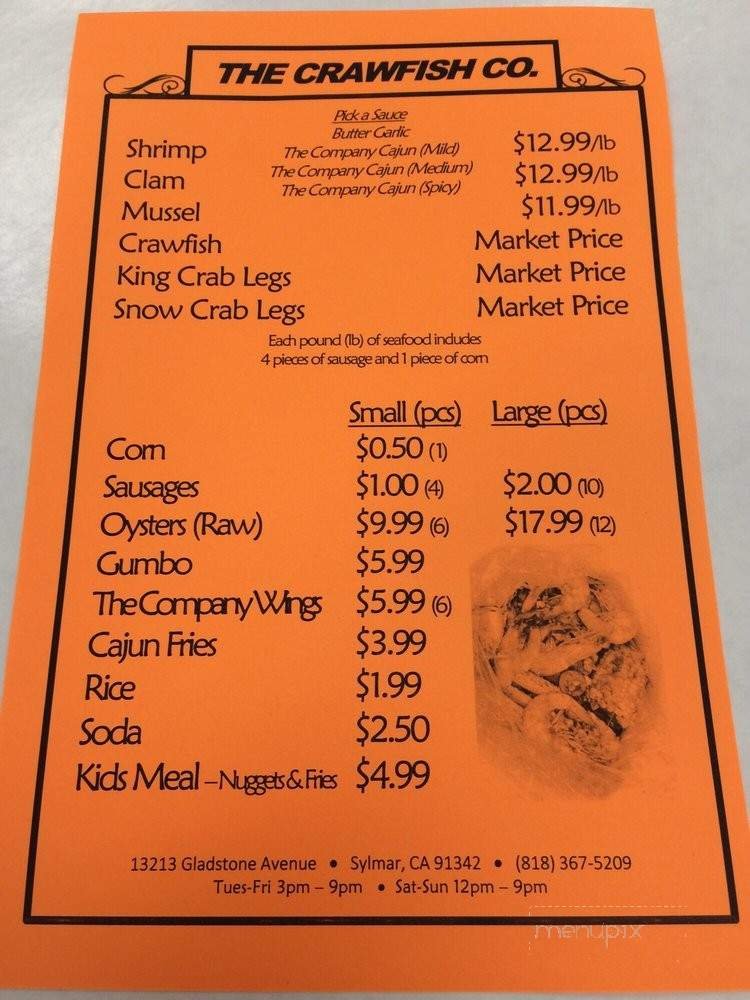 THE CRAWFISH CO.
Pick a Sauce
Butter Garlic
The Company Cajun (Mild)
The Company Cajun (Medium)
The Company Cajun (Spicy)
Shrimp $12.99/lb
Clam $12.99/lb
Mussel $11.99/lb
Crawfish Market Price
King Crab Legs Market Price
Snow Crab Legs Market Price
Each pound (lb) of seafood includes
4 pieces of sausage and 1 piece of corn
Small (pcs) Large (pcs)
Corn $0.50 (1)
Sausages $1.00 (4) $2.00 (10)
Oysters (Raw) $9.99 (6) $17.99 (12)
Gumbo $5.99
The Company Wings $5.99 (6)
Cajun Fries $3.99
Rice $1.99
Soda $2.50
Kids Meal – Nuggets & Fries $4.99
13213 Gladstone Avenue • Sylmar, CA 91342 • (818) 367-5209
Tues-Fri 3pm – 9pm • Sat-Sun 12pm – 9pm
menupix